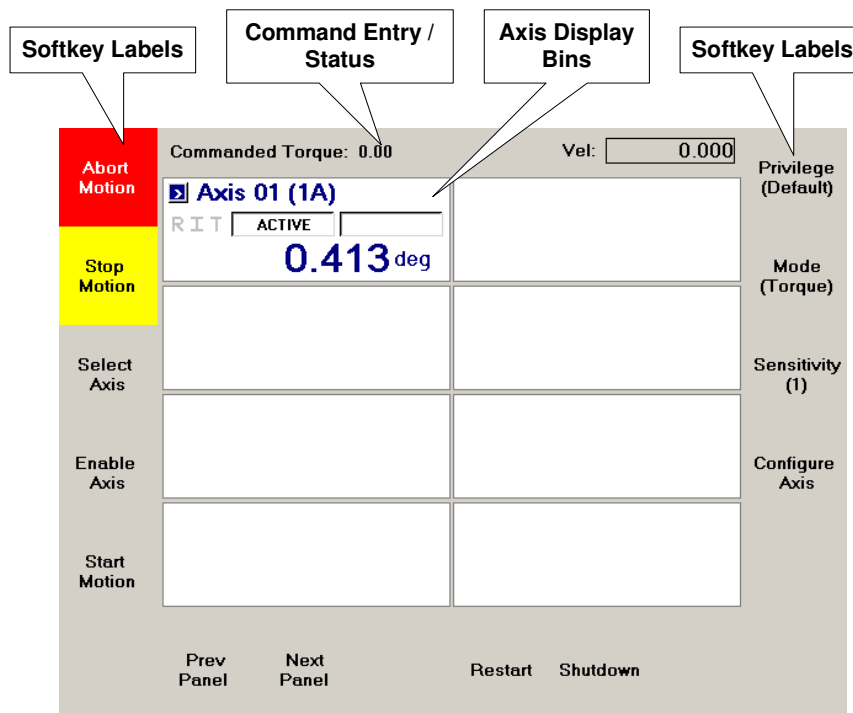 Softkey Labels
Command Entry /
Status
Axis Display
Bins
Softkey Labels
Abort
Motion
Commanded Torque: 0.00
Vel: 0.000
Privilege
(Default)
Axis 01 (1A)
R I T ACTIVE
0.413 deg
Stop
Motion
Mode
(Torque)
Select
Axis
Sensitivity
(1)
Enable
Axis
Configure
Axis
Start
Motion
Prev
Panel
Next
Panel
Restart
Shutdown